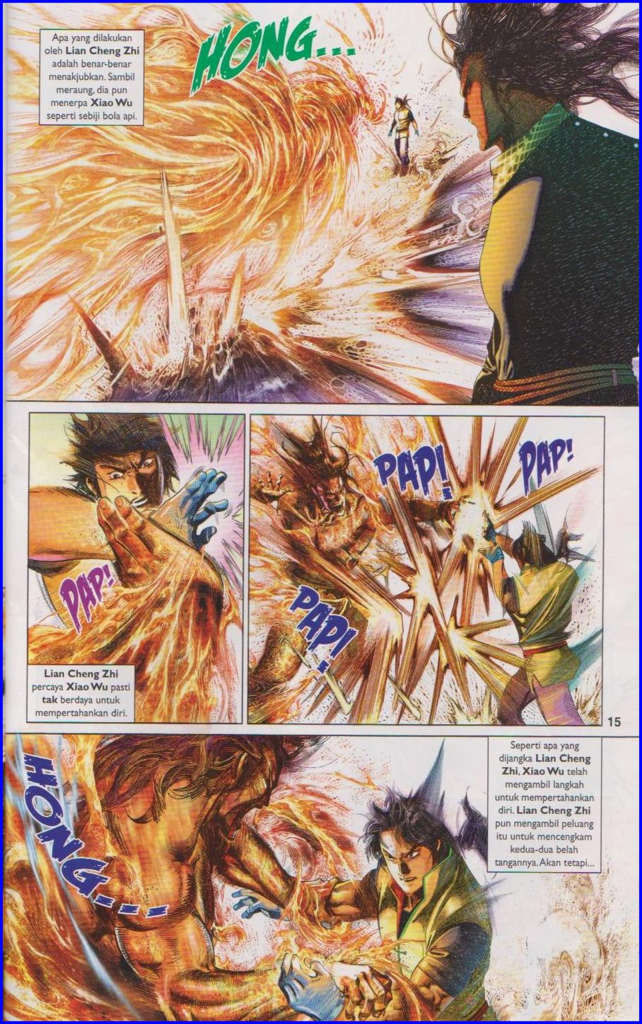 Apa yang dilakukan
oleh Lian Cheng Zhi
adalah benar-benar
menakjubkan. Sambil
meraung, dia pun
menerpa Xiao Wu
seperti sebiji bola api.
HONG...
PAP!
Lian Cheng Zhi
percaya Xiao Wu pasti
tak berdaya untuk
mempertahankan diri.
PAP!
PAP!
PAP!
15
HONG...
Seperti apa yang
dijangka Lian Cheng
Zhi, Xiao Wu telah
mengambil langkah
untuk mempertahankan
diri. Lian Cheng Zhi
pun mengambil peluang
itu untuk mencengkam
kedua-dua belah
tangannya. Akan tetapi...